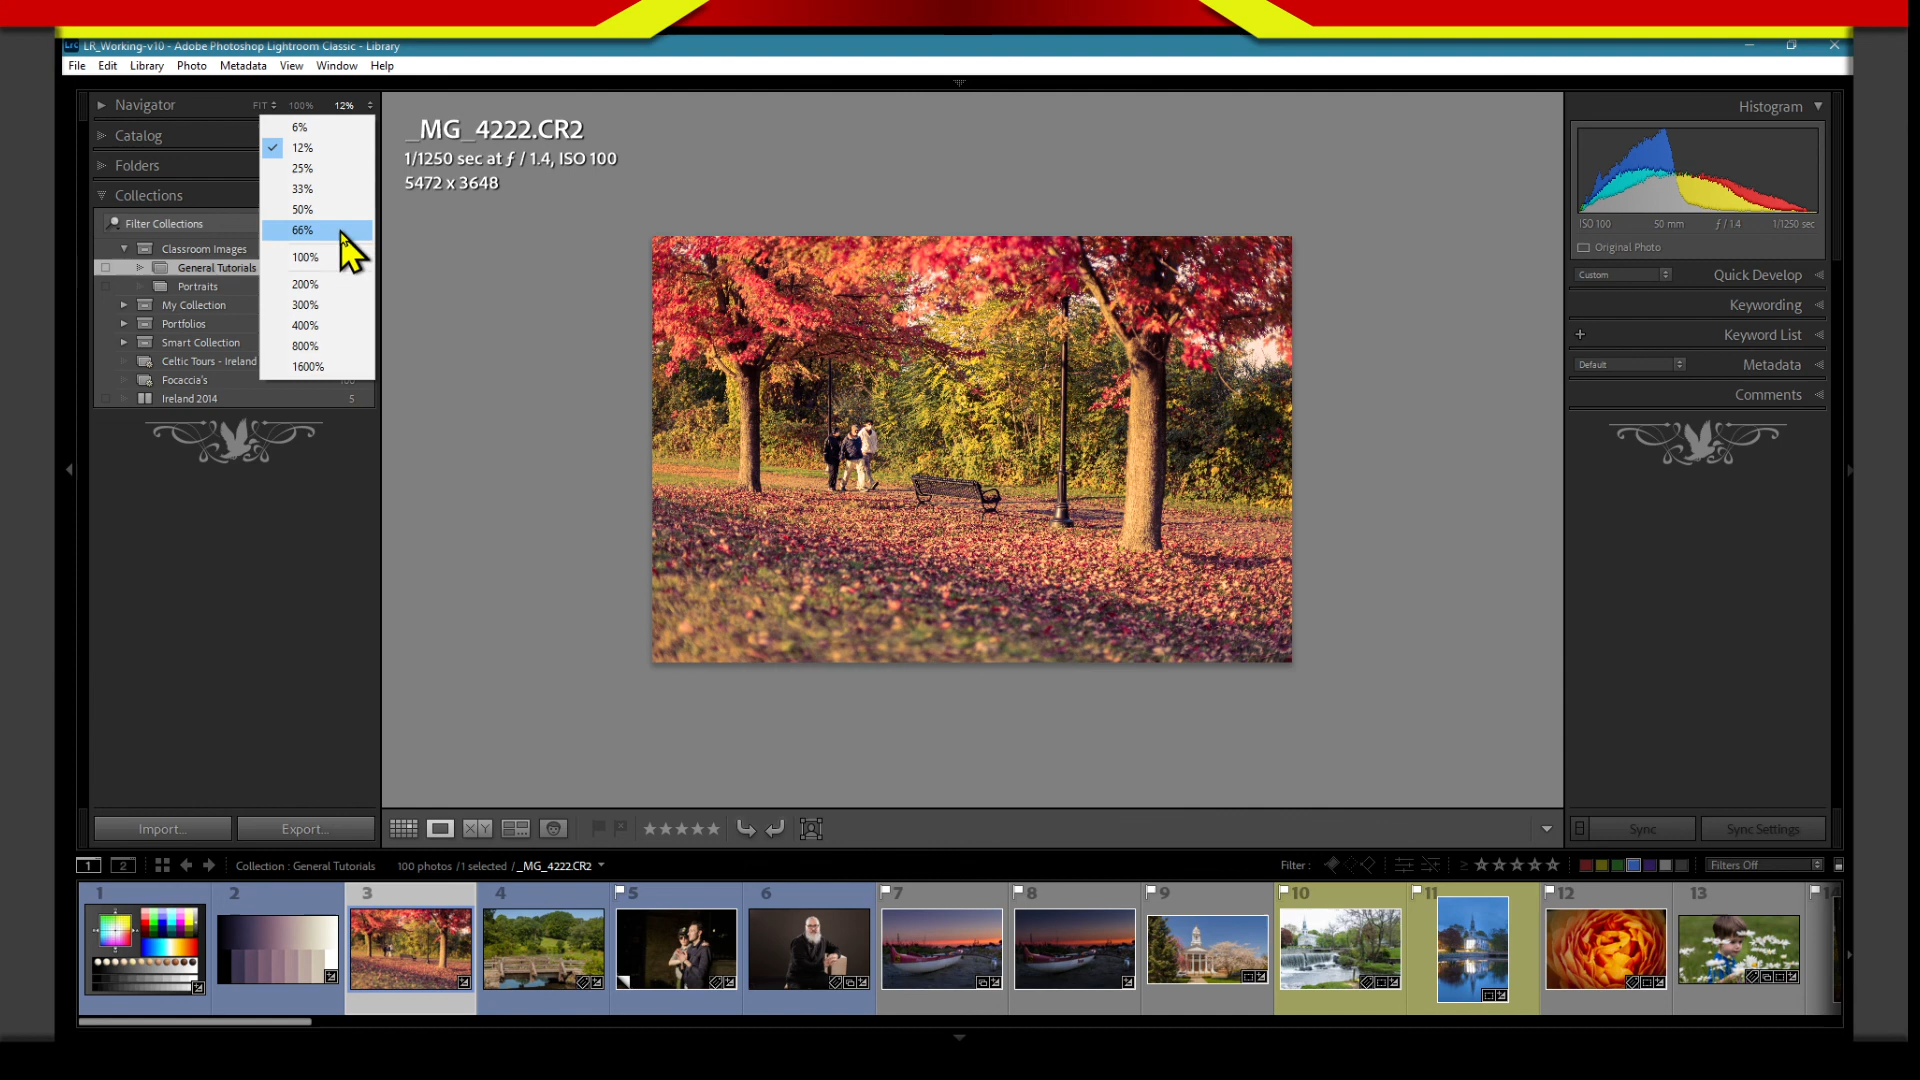 LR_Working-v10 - Adobe Photoshop Lightroom Classic - Library
File Edit Library Photo Metadata View Window Help
Navigator FIT 100% 12%
Catalog
Folders
Collections
Filter Collections
Classroom Images
General Tutorials
Portraits
My Collection
Portfolios
Smart Collection
Celtic Tours - Ireland
Focaccia's
Ireland 2014 5
6%
12%
25%
33%
50%
66%
100%
200%
300%
400%
800%
1600%
_MG_4222.CR2
1/1250 sec at ƒ / 1.4, ISO 100
5472 x 3648
Histogram
ISO 100 50 mm ƒ / 1.4 1/1250 sec
Original Photo
Custom Quick Develop
Keywording
+ Keyword List
Default Metadata
Comments
Import... Export...
X Y
Sync Sync Settings
1 2 Collection : General Tutorials 100 photos / 1 selected / _MG_4222.CR2 Filter : ≥ Filters Off
1 2 3 4 5 6 7 8 9 10 11 12 13 14